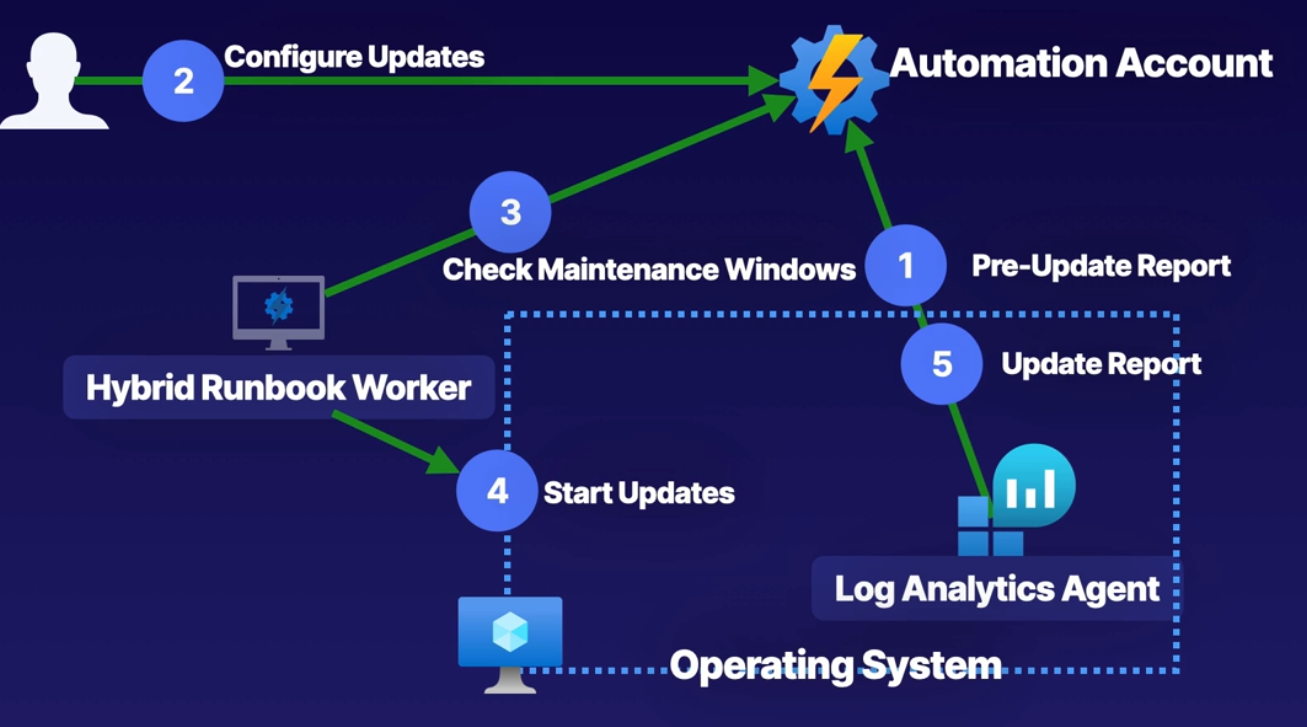 2
Configure Updates
Automation Account
3
Check Maintenance Windows
1
Pre-Update Report
5
Update Report
Hybrid Runbook Worker
4
Start Updates
Log Analytics Agent
Operating System